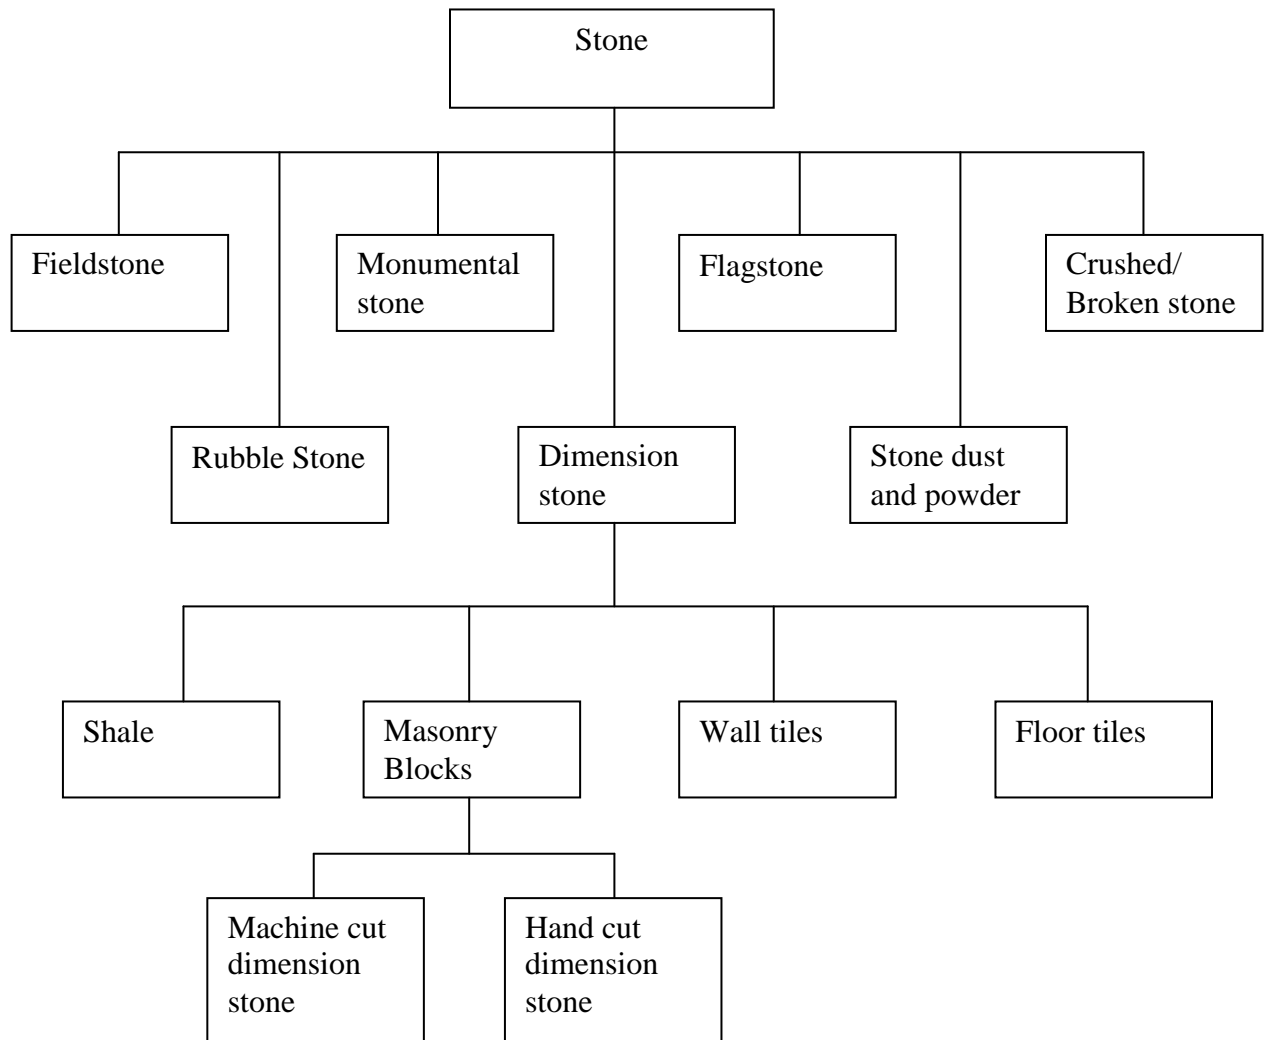 Stone
Fieldstone
Monumental
stone
Flagstone
Crushed/
Broken stone
Rubble Stone
Dimension
stone
Stone dust
and powder
Shale
Masonry
Blocks
Wall tiles
Floor tiles
Machine cut
dimension
stone
Hand cut
dimension
stone